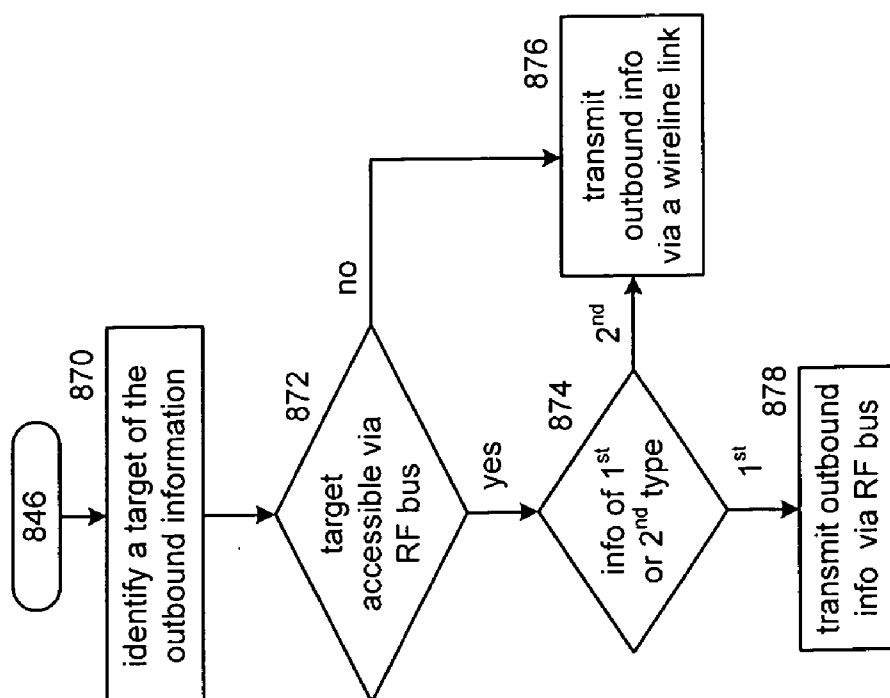 846
870
identify a target of the
outbound information
872
target
accessible via
RF bus
no
yes
874
info of 1st
or 2nd type
2nd
1st
876
transmit
outbound info
via a wireline link
878
transmit outbound
info via RF bus